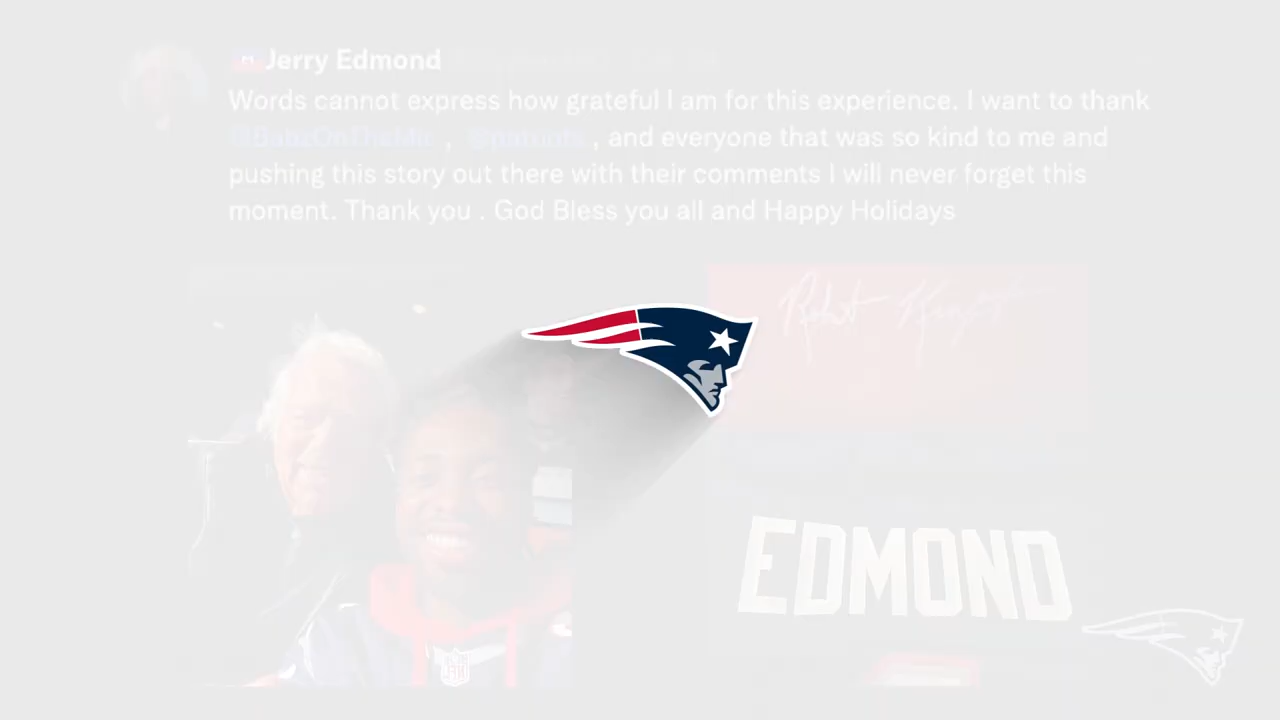 Jerry Edmond
Words cannot express how grateful I am for this experience. I want to thank
, @patriots , and everyone that was so kind to me and
pushing this story out there with their comments I will never forget this
moment. Thank you . God Bless you all and Happy Holidays
EDMOND
NFL